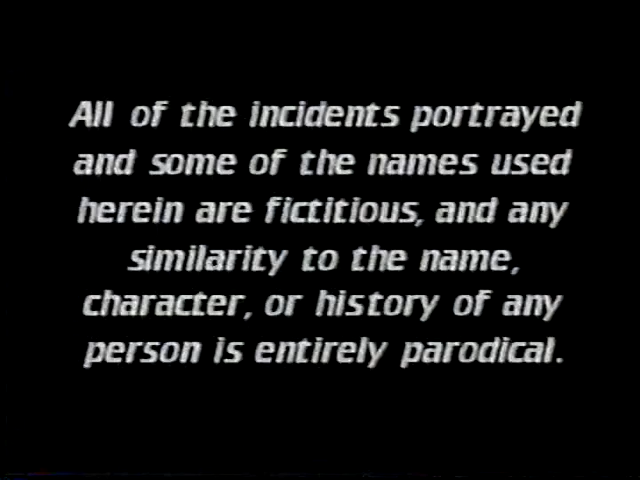 All of the incidents portrayed
and some of the names used
herein are fictitious, and any
similarity to the name,
character, or history of any
person is entirely parodical.